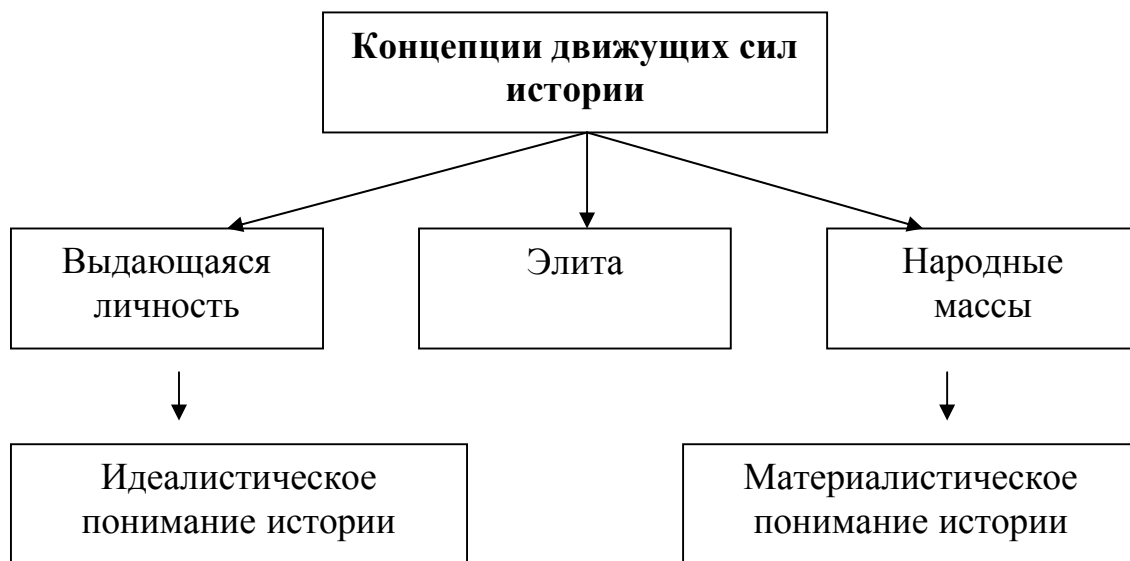 Концепции движущих сил
истории
Выдающаяся
личность
Элита
Народные
массы
Идеалистическое
понимание истории
Материалистическое
понимание истории